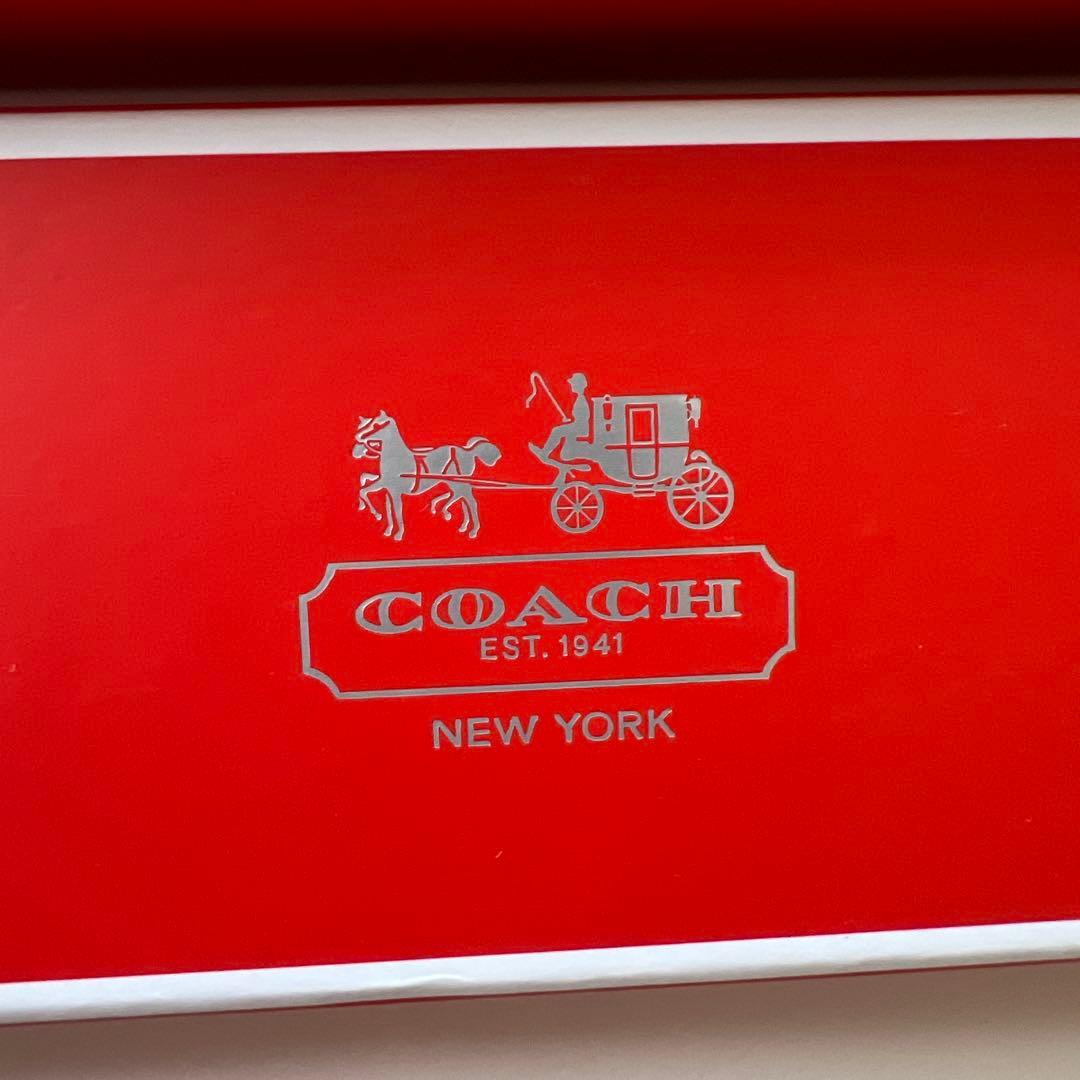 COACH
EST. 1941
NEW YORK